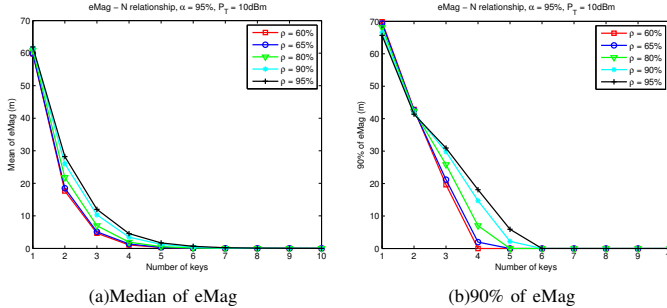 eMag − N relationship, α = 95%, P_T = 10dBm
70
60
50
40
30
20
10
0
Mean of eMag (m)
ρ = 60%
ρ = 65%
ρ = 80%
ρ = 90%
ρ = 95%
1 2 3 4 5 6 7 8 9 10
Number of keys
(a)Median of eMag
eMag − N relationship, α = 95%, P_T = 10dBm
70
60
50
40
30
20
10
0
90% of eMag (m)
ρ = 60%
ρ = 65%
ρ = 80%
ρ = 90%
ρ = 95%
1 2 3 4 5 6 7 8 9
Number of keys
(b)90% of eMag